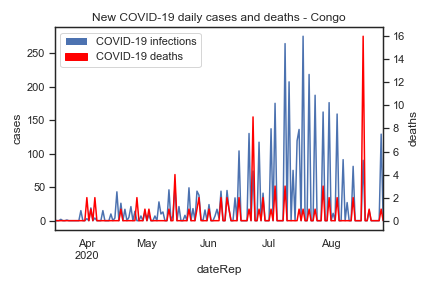 New COVID-19 daily cases and deaths - Congo
COVID-19 infections
COVID-19 deaths
cases
250
200
150
100
50
0
deaths
16
14
12
10
8
6
4
2
0
Apr
2020
May
Jun
Jul
Aug
dateRep